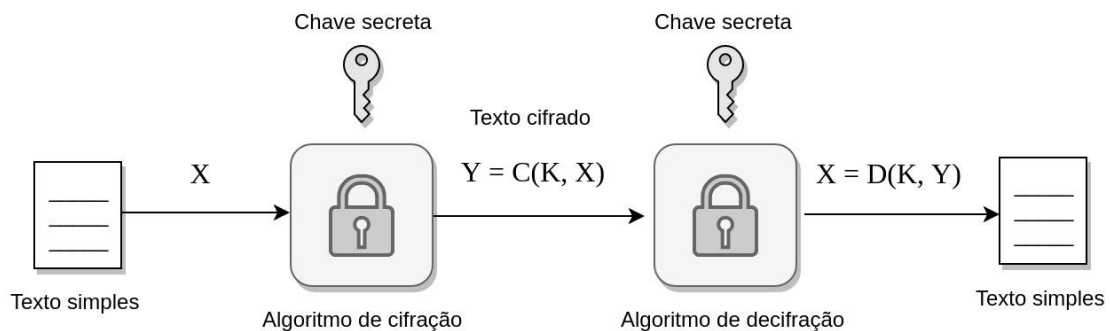 Chave secreta
Chave secreta
Texto cifrado
X
Y = C(K, X)
X = D(K, Y)
Texto simples
Algoritmo de cifração
Algoritmo de decifração
Texto simples